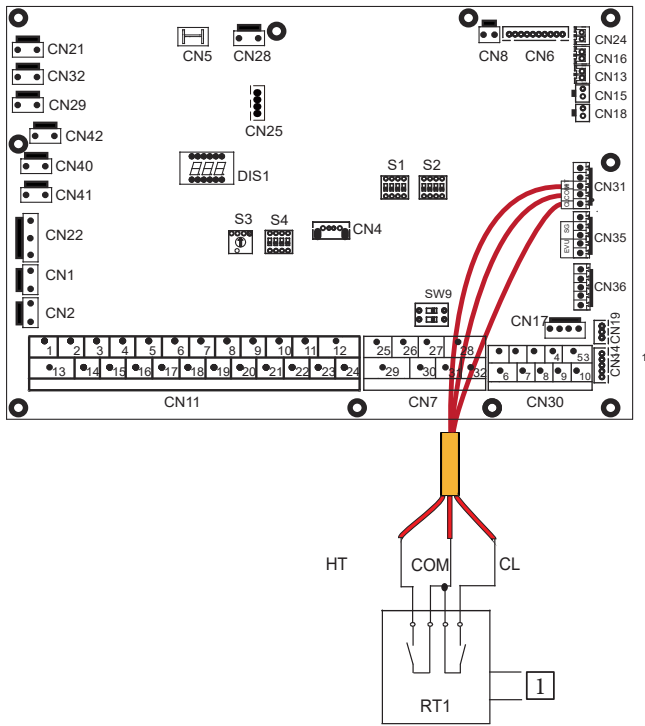 CN21
CN32
CN29
CN42
CN40
CN41
CN22
CN1
CN2
CN5
CN28
CN25
DIS1
S1
S2
S3
S4
CN4
CN8
CN6
CN24
CN16
CN13
CN15
CN18
CN31
CN35
SG
EVU
CN36
SW9
CN17
CN19
CN14
1 2 3 4 5 6 7 8 9 10 11 12
13 14 15 16 17 18 19 20 21 22 23 24
CN11
25 26 27 28
29 30 31 32
CN7
4 53
6 7 8 9 10
CN30
1
HT
COM
CL
RT1
1